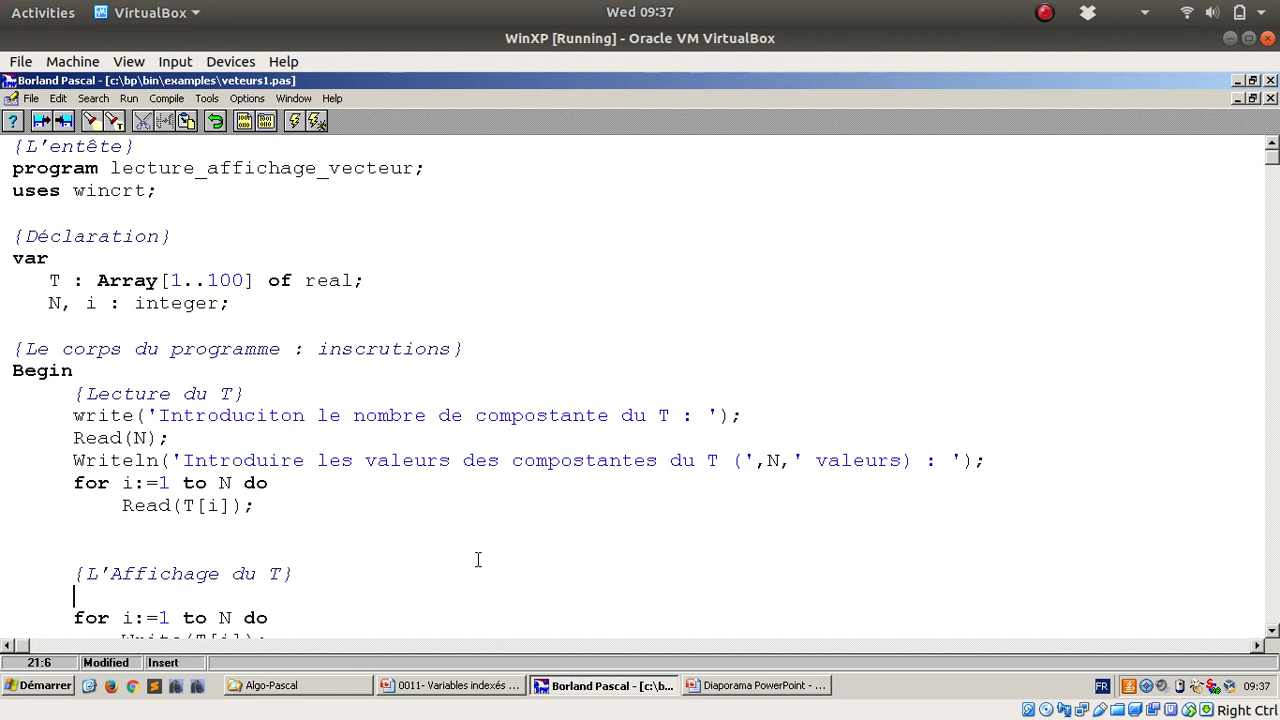 Activities VirtualBox Wed 09:37
WinXP [Running] - Oracle VM VirtualBox
File Machine View Input Devices Help
Borland Pascal - [c:\bp\bin\examples\veteurs1.pas]
File Edit Search Run Compile Tools Options Window Help
{L'entête}
program lecture_affichage_vecteur;
uses wincrt;
{Déclaration}
var
T : Array[1..100] of real;
N, i : integer;
{Le corps du programme : inscrutions}
Begin
{Lecture du T}
write('Introduciton le nombre de compostante du T : ');
Read(N);
Writeln('Introduire les valeurs des compostantes du T (',N,' valeurs) : ');
for i:=1 to N do
Read(T[i]);
{L'Affichage du T}
for i:=1 to N do
Write(T[i]);
21:6 Modified Insert
Démarrer Algo-Pascal 0011- Variables indexés ... Borland Pascal - [c:\b... Diaporama PowerPoint - ... FR 09:37
Right Ctrl